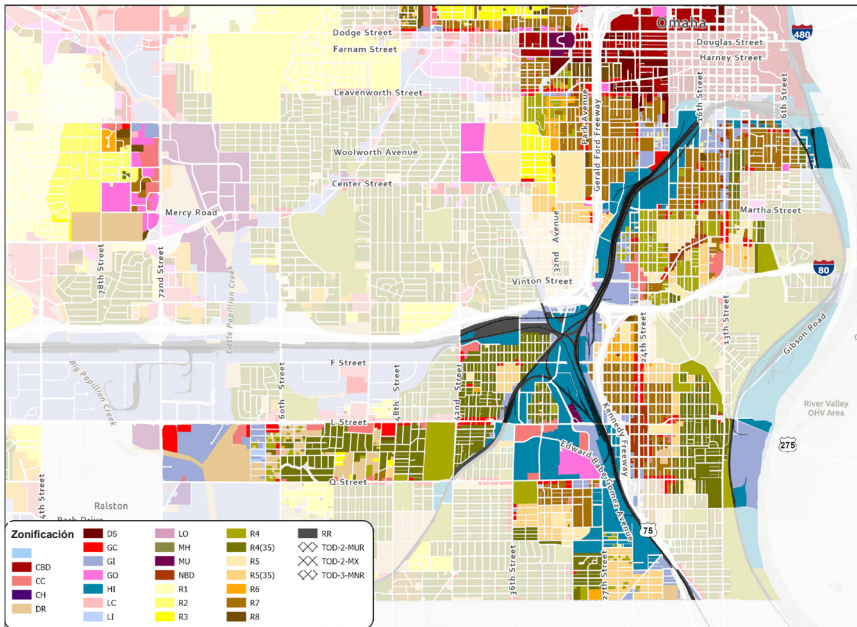 Omaha
480
Dodge Street
Douglas Street
Farnam Street
Harney Street
Leavenworth Street
Park Avenue
Gerald Ford Freeway
16th Street
6th Street
Woolworth Avenue
Center Street
Mercy Road
Martha Street
32nd Avenue
78th Street
72nd Street
Little Papillion Creek
Vinton Street
80
24th Street
13th Street
Gibson Road
F Street
Big Papillion Creek
60th Street
48th Street
42nd Street
River Valley
OHV Area
L Street
Kennedy Freeway
275
Edward Babe Gomez Avenue
Q Street
Ralston
75
36th Street
27th Street
Zonificación
CBD
CC
CH
DR
DS
GC
GI
GO
HI
LC
LI
LO
MH
MU
NBD
R1
R2
R3
R4
R4(35)
R5
R5(35)
R6
R7
R8
RR
TOD-2-MUR
TOD-2-MX
TOD-3-MNR